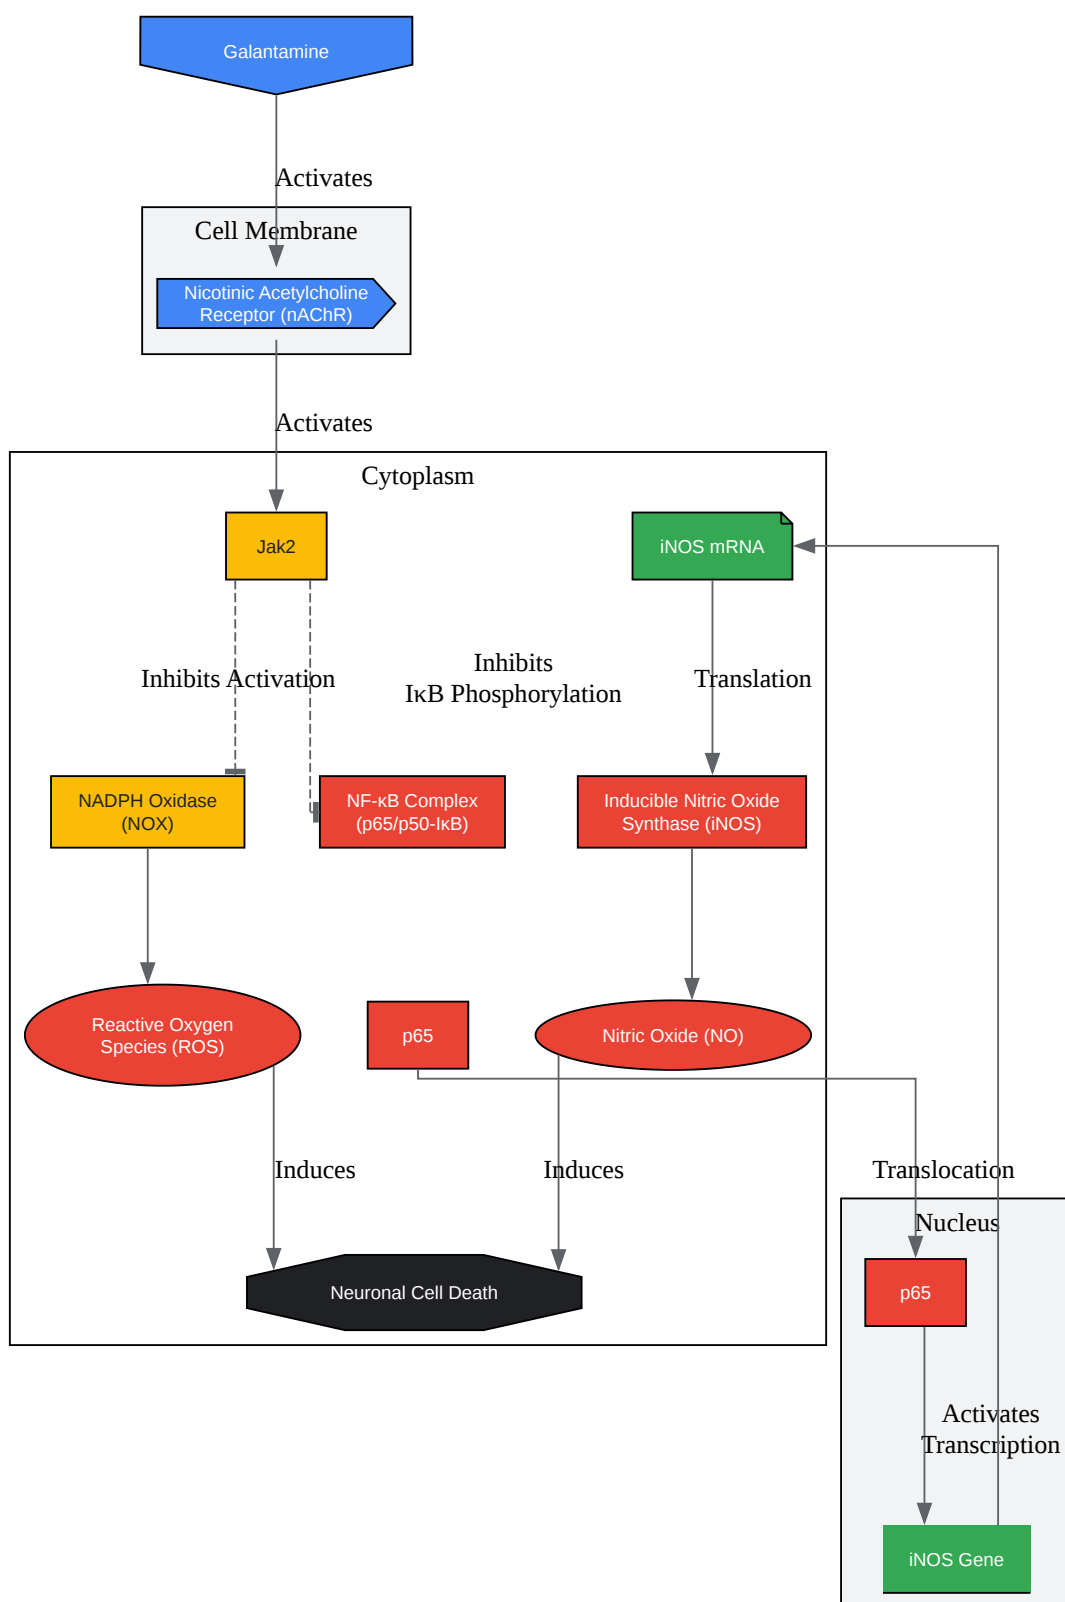 Galantamine
Activates
Cell Membrane
Nicotinic Acetylcholine
Receptor (nAChR)
Activates
Cytoplasm
Jak2
iNOS mRNA
Inhibits Activation
Inhibits
IκB Phosphorylation
Translation
NADPH Oxidase
(NOX)
NF-κB Complex
(p65/p50-IκB)
Inducible Nitric Oxide
Synthase (iNOS)
Reactive Oxygen
Species (ROS)
p65
Nitric Oxide (NO)
Induces
Induces
Translocation
Nucleus
Neuronal Cell Death
p65
Activates
Transcription
iNOS Gene